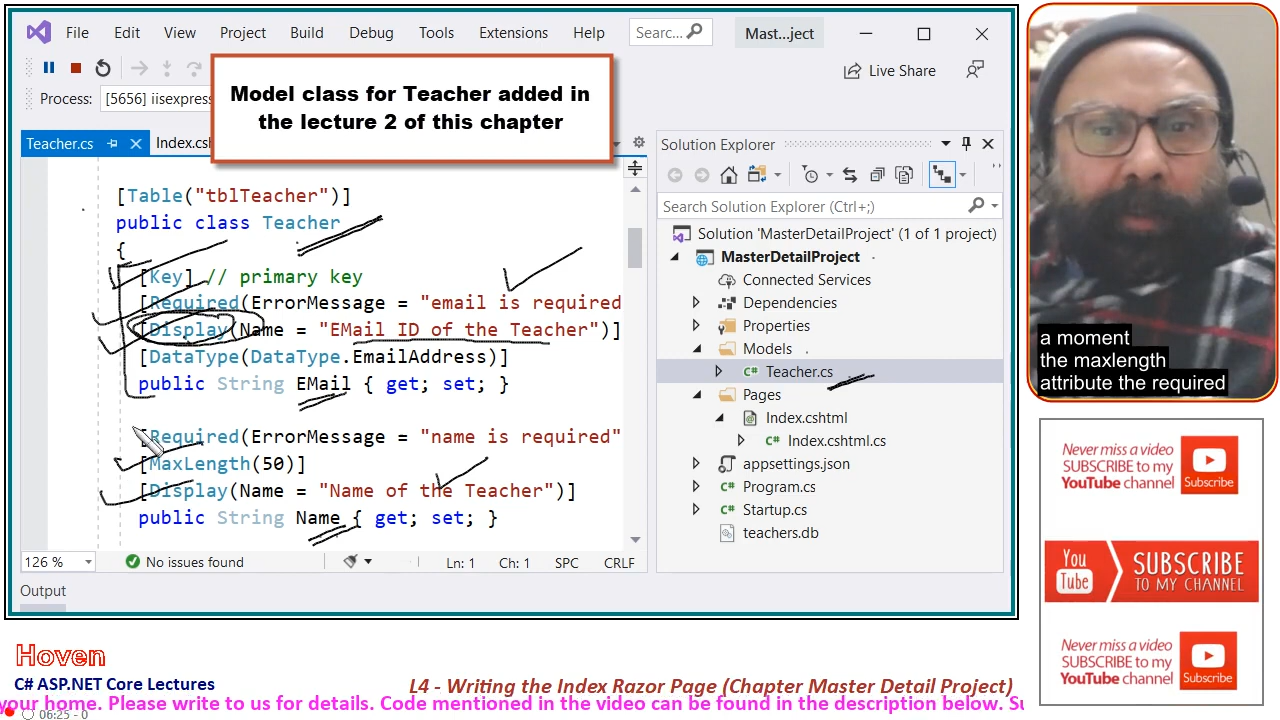 File Edit View Project Build Debug Tools Extensions Help Searc... Mast...ject
Live Share
Process: [5656] iisexpress
Model class for Teacher added in
the lecture 2 of this chapter
Teacher.cs Index.csh
[Table("tblTeacher")]
public class Teacher
{
[Key] // primary key
[Required(ErrorMessage = "email is required
[Display(Name = "EMail ID of the Teacher")]
[DataType(DataType.EmailAddress)]
public String EMail { get; set; }
[Required(ErrorMessage = "name is required"
[MaxLength(50)]
[Display(Name = "Name of the Teacher")]
public String Name { get; set; }
126 % No issues found Ln: 1 Ch: 1 SPC CRLF
Output
Solution Explorer
Search Solution Explorer (Ctrl+;)
Solution 'MasterDetailProject' (1 of 1 project)
MasterDetailProject
Connected Services
Dependencies
Properties
Models
C# Teacher.cs
Pages
Index.cshtml
C# Index.cshtml.cs
appsettings.json
C# Program.cs
C# Startup.cs
teachers.db
a moment
the maxlength
attribute the required
Never miss a video
SUBSCRIBE to my
YouTube channel
Subscribe
You
Tube
SUBSCRIBE
TO MY CHANNEL
Never miss a video
SUBSCRIBE to my
YouTube channel
Subscribe
Hoven
C# ASP.NET Core Lectures
L4 - Writing the Index Razor Page (Chapter Master Detail Project)
your home. Please write to us for details. Code mentioned in the video can be found in the description below. Su
06:25 - 0